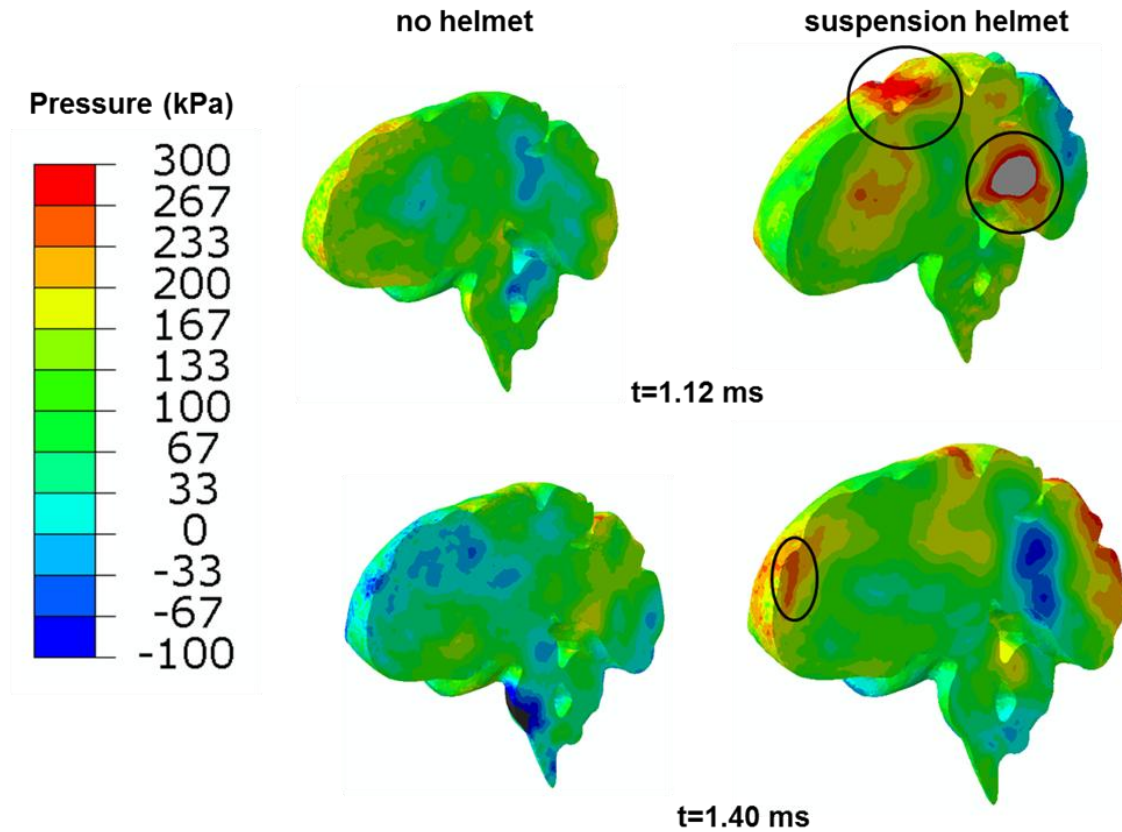 no helmet
suspension helmet
Pressure (kPa)
300
267
233
200
167
133
100
67
33
0
-33
-67
-100
t=1.12 ms
t=1.40 ms